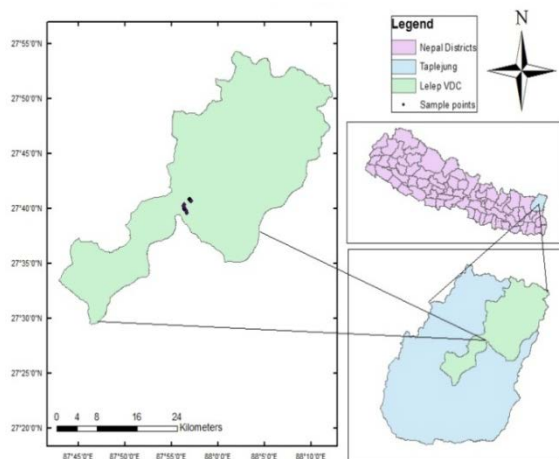 Legend
Nepal Districts
Taplejung
Lelep VDC
Sample points
N
27°55'0"N
27°50'0"N
27°45'0"N
27°40'0"N
27°35'0"N
27°30'0"N
27°25'0"N
27°20'0"N
0 4 8 16 24
Kilometers
87°45'0"E 87°50'0"E 87°55'0"E 88°0'0"E 88°5'0"E 88°10'0"E